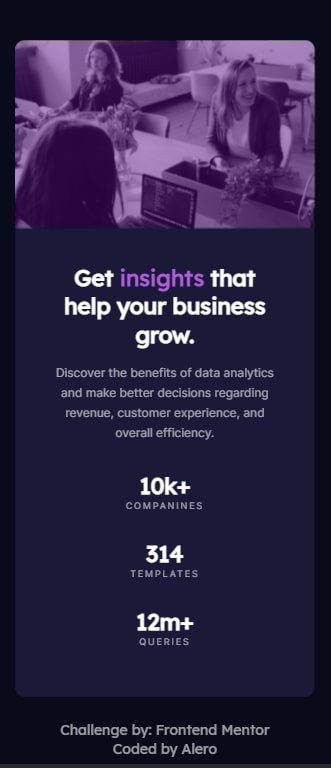 Get insights that
help your business
grow.
Discover the benefits of data analytics
and make better decisions regarding
revenue, customer experience, and
overall efficiency.
10k+
COMPANINES
314
TEMPLATES
12m+
QUERIES
Challenge by: Frontend Mentor
Coded by Alero